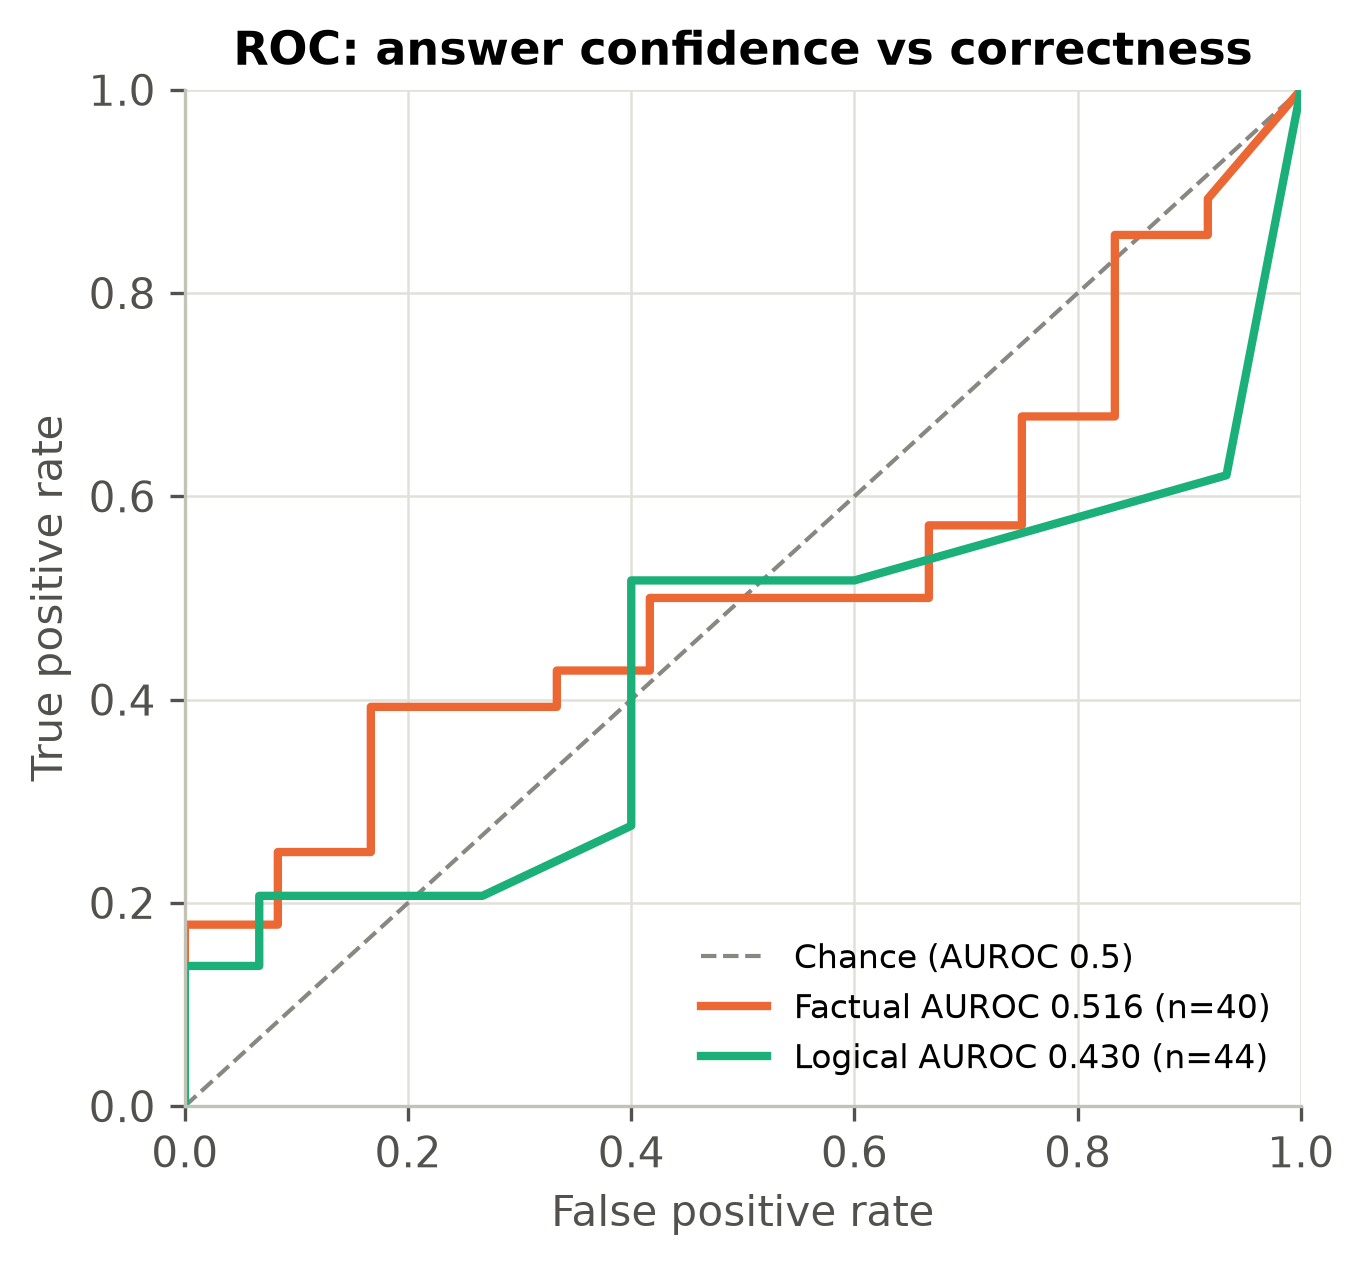 ROC: answer confidence vs correctness
1.0
0.8
0.6
0.4
0.2
0.0
True positive rate
Chance (AUROC 0.5)
Factual AUROC 0.516 (n=40)
Logical AUROC 0.430 (n=44)
0.0 0.2 0.4 0.6 0.8 1.0
False positive rate